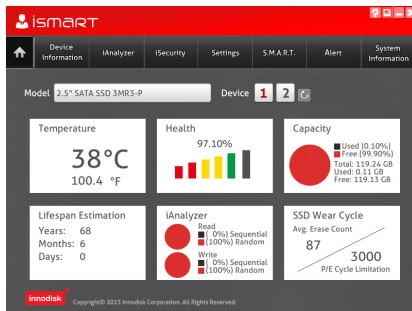 ismart
Device Information
iAnalyzer
iSecurity
Settings
S.M.A.R.T.
Alert
System Information
Model 2.5" SATA SSD 3MR3-P
Device 1 2
Temperature
38°C
100.4 °F
Health
97.10%
Capacity
Used (0.10%)
Free (99.90%)
Total: 119.24 GB
Used: 0.11 GB
Free: 119.13 GB
Lifespan Estimation
Years: 68
Months: 6
Days: 0
iAnalyzer
Read
( 0%) Sequential
(100%) Random
Write
( 0%) Sequential
(100%) Random
SSD Wear Cycle
Avg. Erase Count
87
3000
P/E Cycle Limitation
innodisk
Copyright© 2015 Innodisk Corporation. All Rights Reserved.